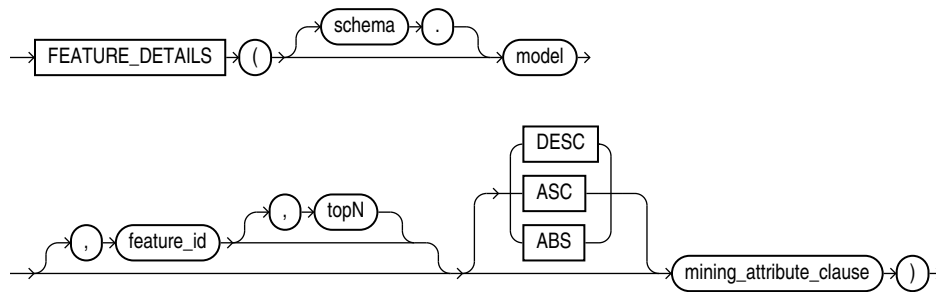 schema .
FEATURE_DETAILS ( model
DESC
, topN ASC
, feature_id ABS
mining_attribute_clause )